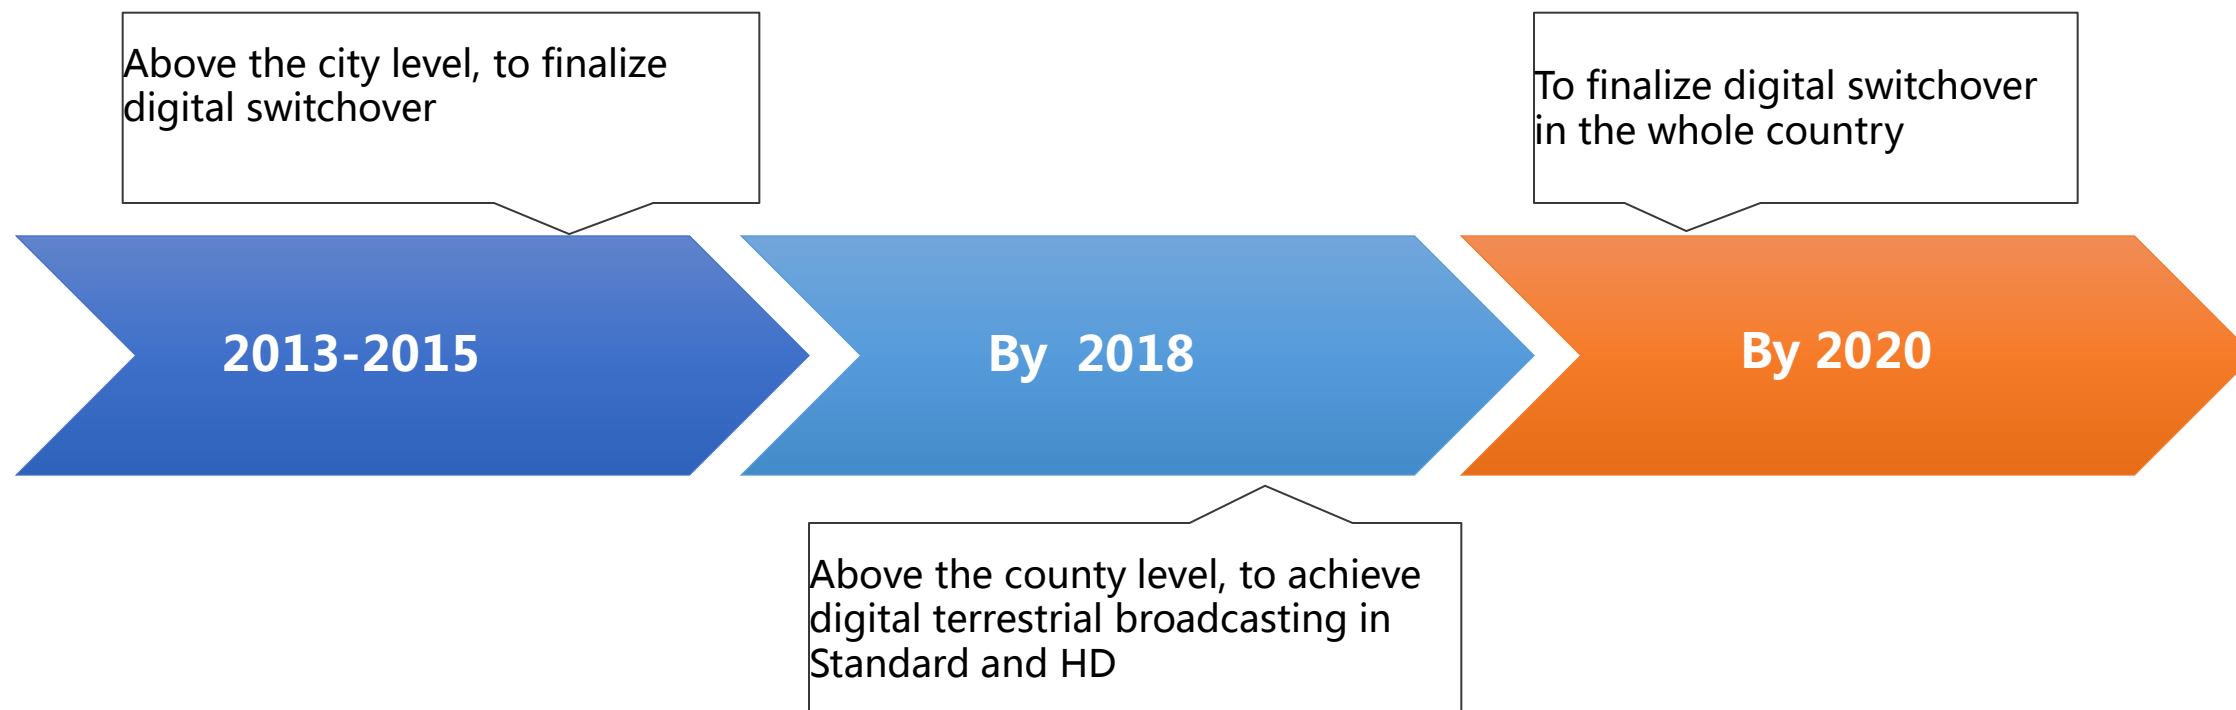 Above the city level, to finalize
digital switchover
To finalize digital switchover
in the whole country
2013-2015
By 2018
By 2020
Above the county level, to achieve
digital terrestrial broadcasting in
Standard and HD